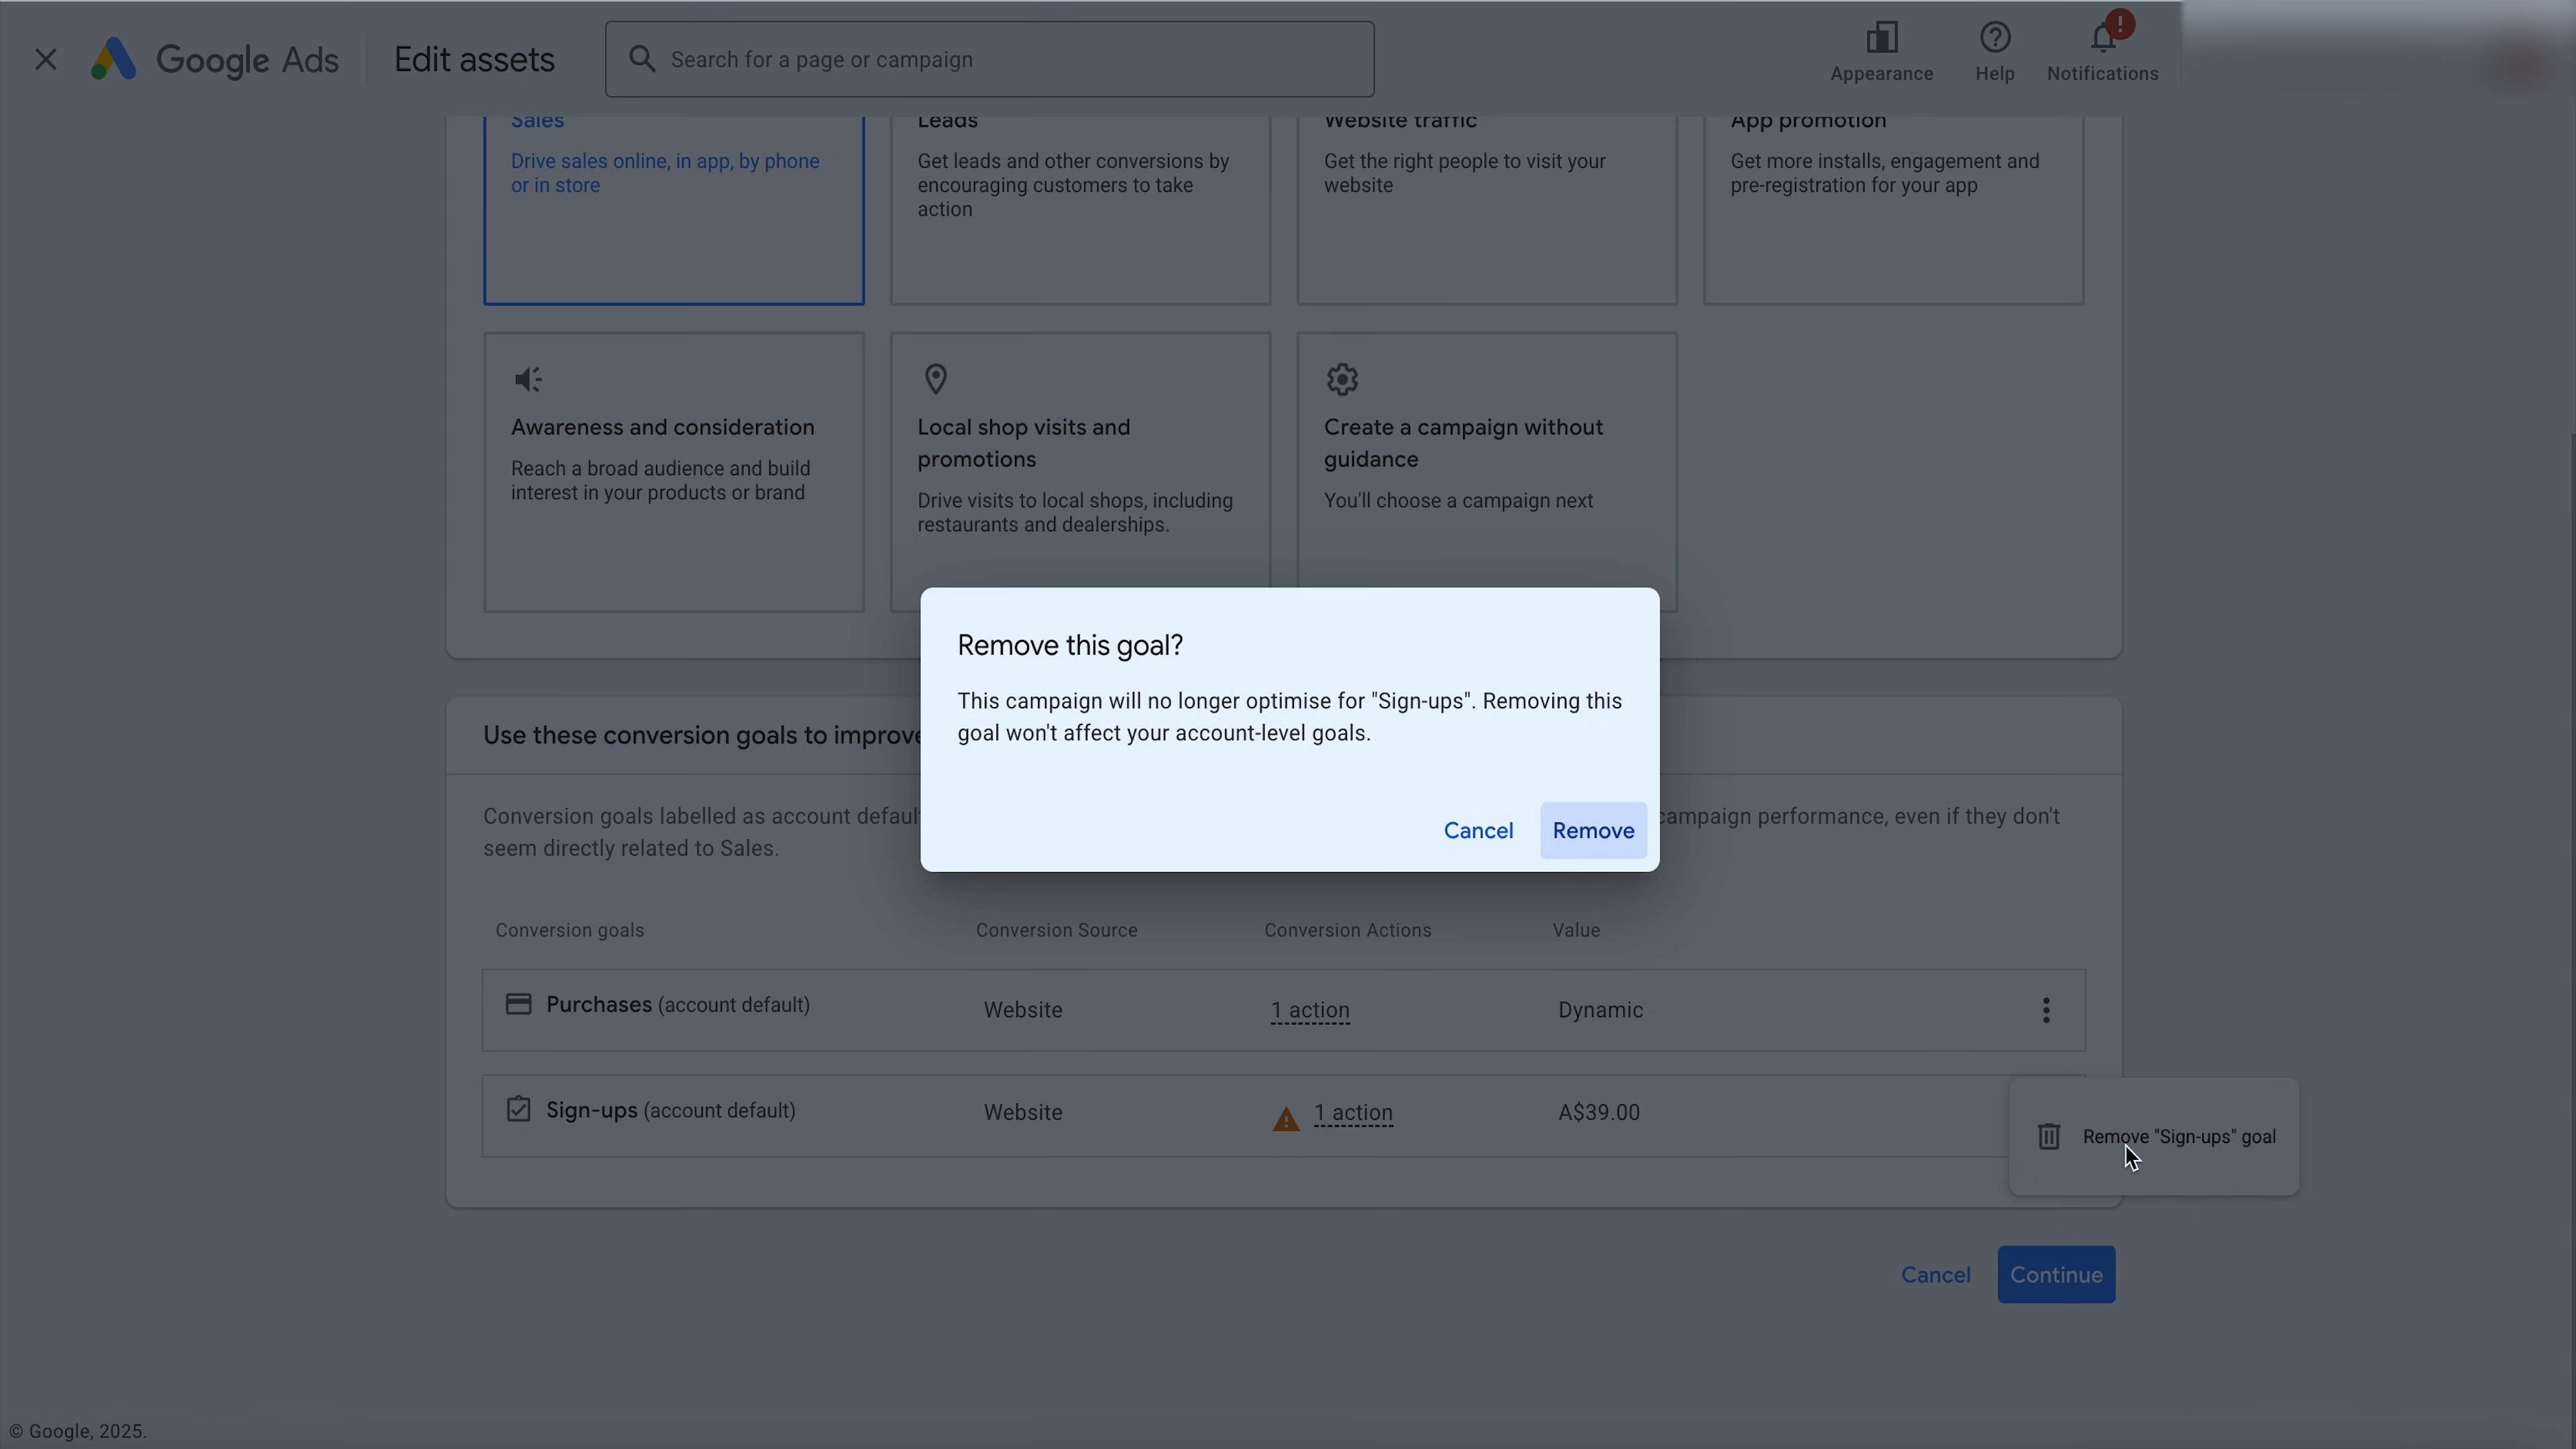 Google Ads
Edit assets
Search for a page or campaign
Appearance
Help
!
Notifications
Sales
Drive sales online, in app, by phone
or in store
Leads
Get leads and other conversions by
encouraging customers to take
action
Website traffic
Get the right people to visit your
website
App promotion
Get more installs, engagement and
pre-registration for your app
Awareness and consideration
Reach a broad audience and build
interest in your products or brand
Local shop visits and
promotions
Drive visits to local shops, including
restaurants and dealerships.
Create a campaign without
guidance
You'll choose a campaign next
Remove this goal?
This campaign will no longer optimise for "Sign-ups". Removing this
goal won't affect your account-level goals.
Cancel
Remove
Use these conversion goals to improve
Conversion goals labelled as account default campaign performance, even if they don't
seem directly related to Sales.
Conversion goals
Conversion Source
Conversion Actions
Value
Purchases (account default)
Website
1 action
Dynamic
Sign-ups (account default)
Website
1 action
A$39.00
Remove "Sign-ups" goal
Cancel
Continue
© Google, 2025.